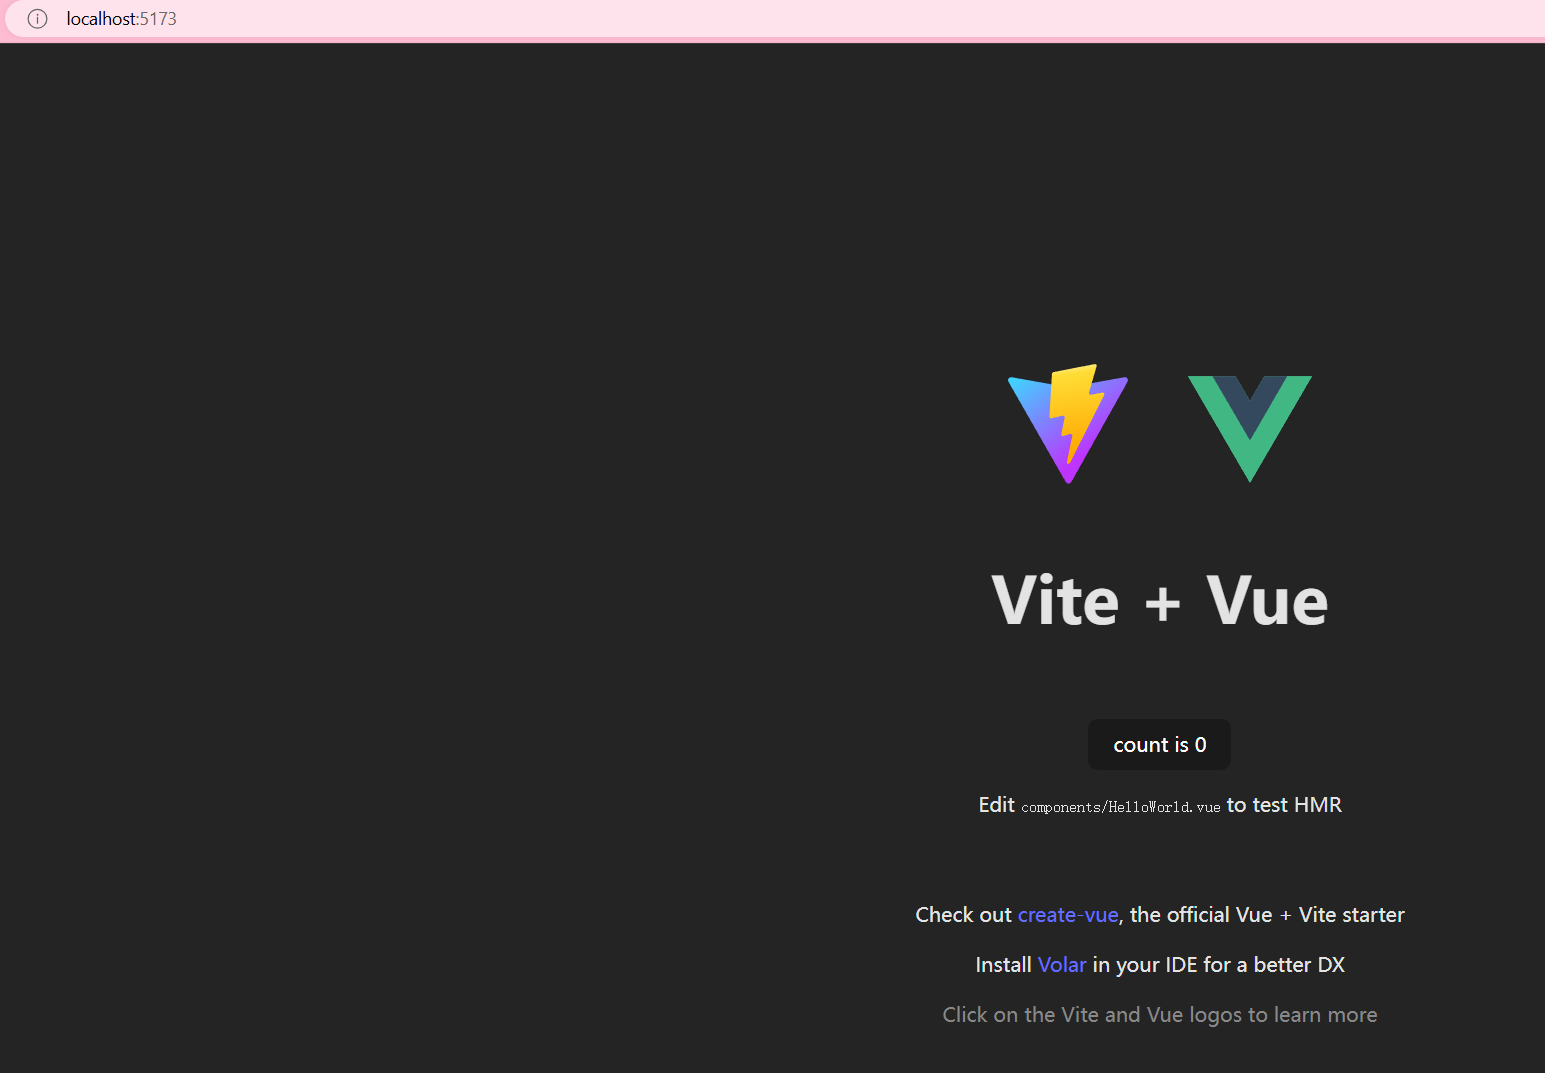 localhost:5173
Vite + Vue
count is 0
Edit components/HelloWorld.vue to test HMR
Check out create-vue, the official Vue + Vite starter
Install Volar in your IDE for a better DX
Click on the Vite and Vue logos to learn more